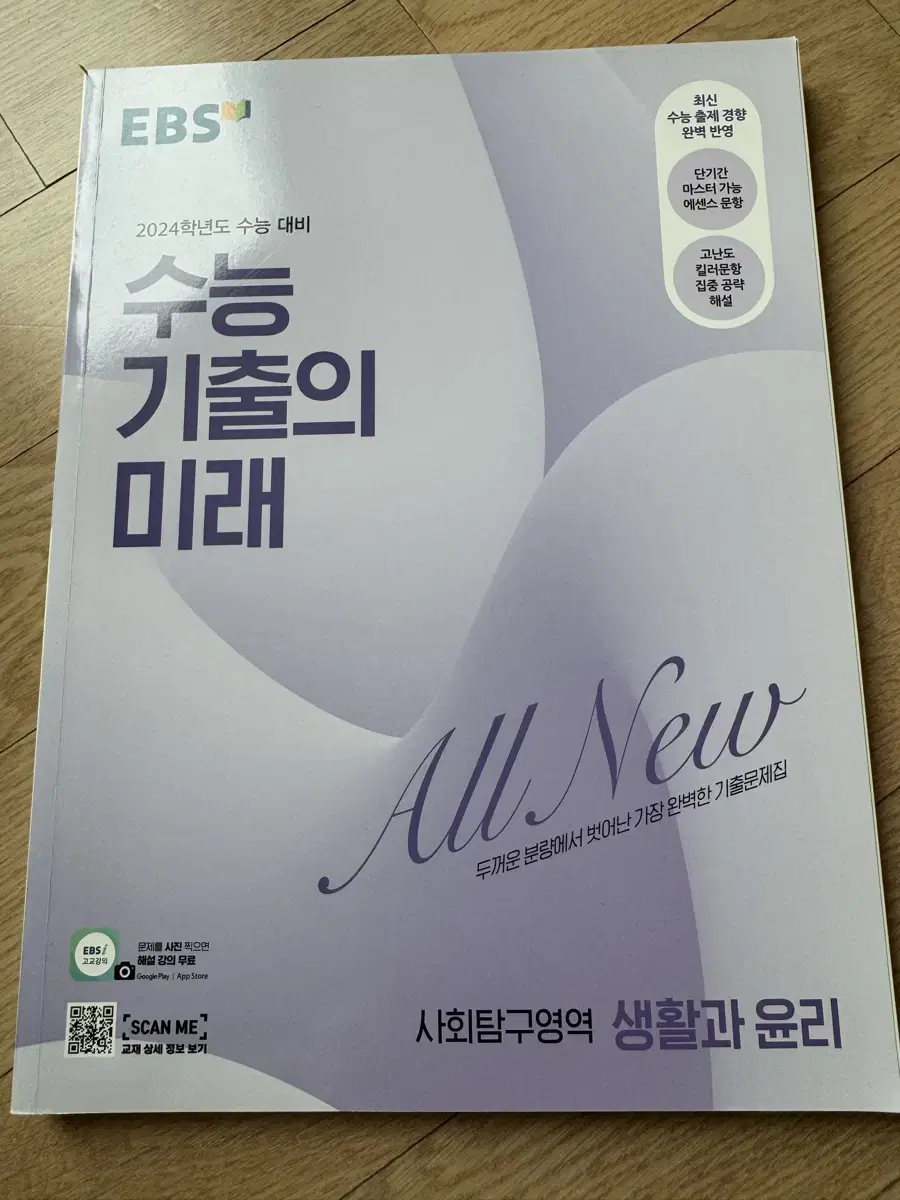 EBS
최신
수능 출제 경향
완벽 반영
단기간
마스터 가능
에센스 문항
고난도
킬러문항
집중 공략
해설
2024학년도 수능 대비
수능
기출의
미래
All New
두꺼운 분량에서 벗어난 가장 완벽한 기출문제집
EBSi
고교강의
문제를 사진 찍으면
해설 강의 무료
Google Play | App Store
[SCAN ME]
교재 상세 정보 보기
사회탐구영역 생활과 윤리